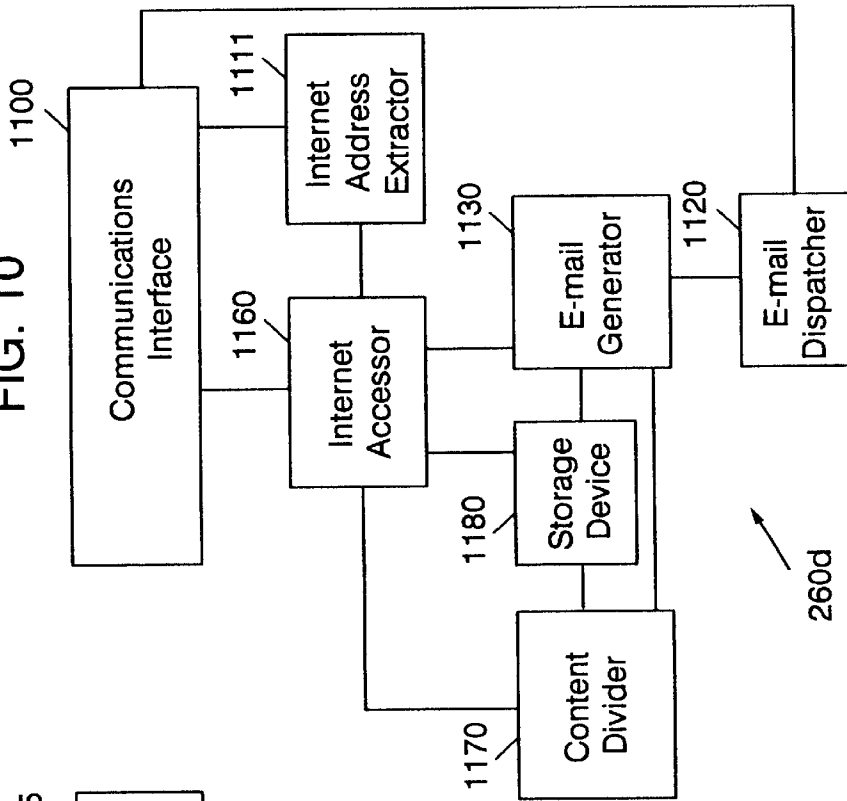 FIG. 10
1100
Communications
Interface
1111
Internet
Address
Extractor
1160
Internet
Accessor
1130
E-mail
Generator
1180
Storage
Device
1170
Content
Divider
1120
E-mail
Dispatcher
260d
5